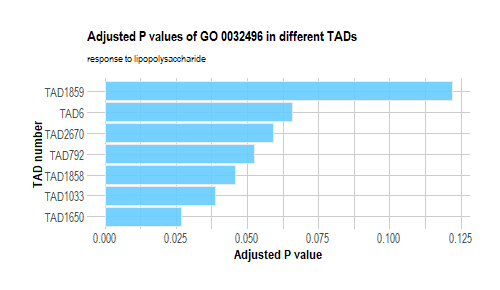 Adjusted P values of GO 0032496 in different TADs
response to lipopolysaccharide
TAD number
TAD1859
TAD6
TAD2670
TAD792
TAD1858
TAD1033
TAD1650
0.000 0.025 0.050 0.075 0.100 0.125
Adjusted P value